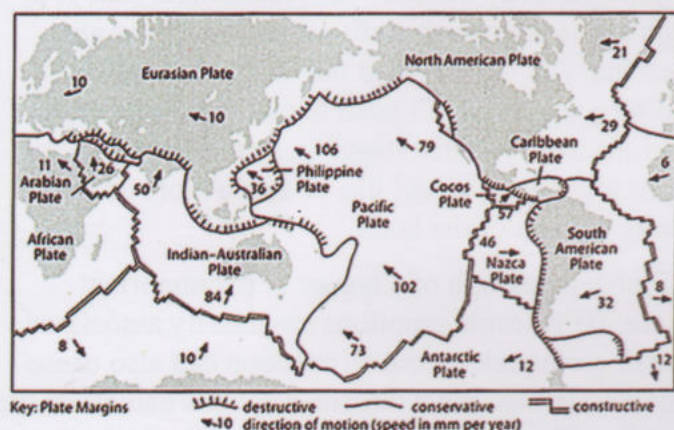 21
10
Eurasian Plate
North American Plate
10
29
106
79
Caribbean Plate
6
11
26
50
Arabian Plate
36
Philippine Plate
Cocos Plate
57
Pacific Plate
African Plate
Indian-Australian Plate
46
Nazca Plate
South American Plate
84
102
32
8
8
10
73
Antarctic Plate
12
12
Key: Plate Margins
destructive
conservative
constructive
10
direction of motion (speed in mm per year)